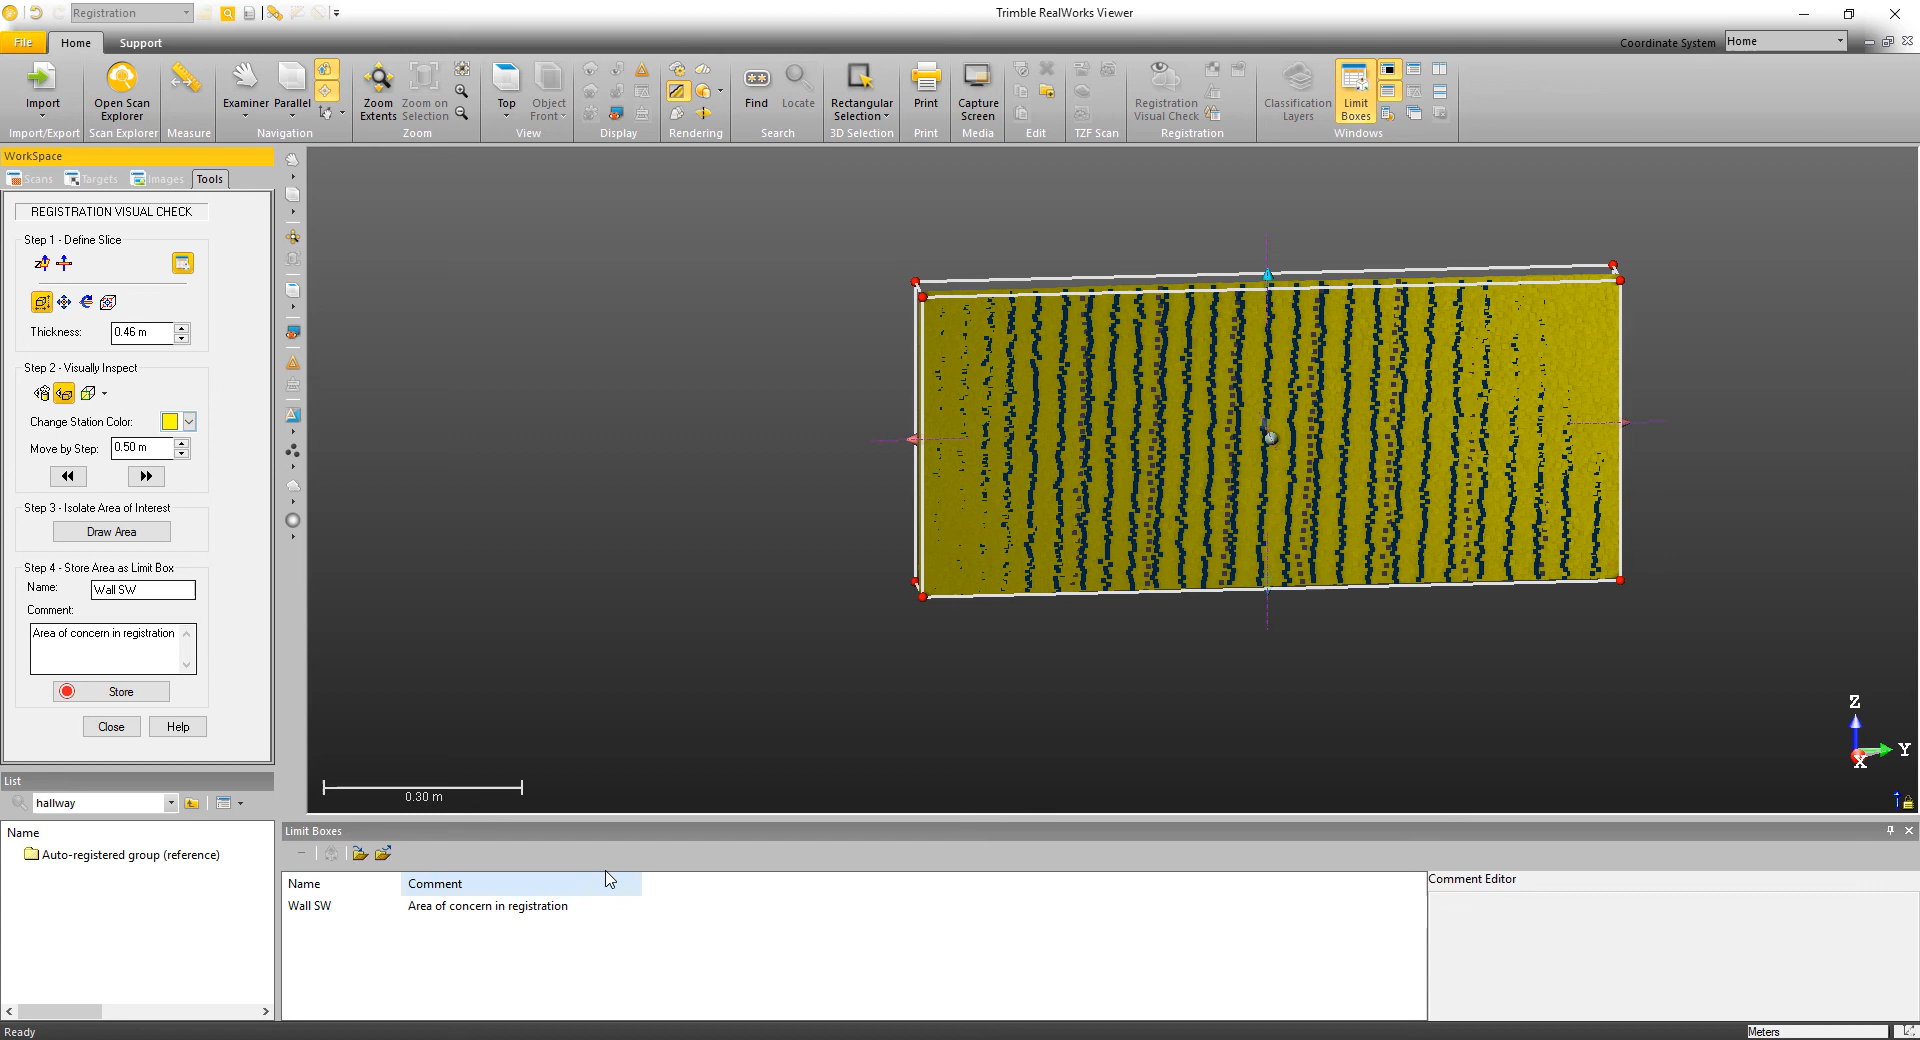 Registration
Trimble RealWorks Viewer
File
Home
Support
Coordinate System
Home
Import
Open Scan
Explorer
Examiner
Parallel
Zoom
Extents
Zoom on
Selection
Top
Object
Front
Find
Locate
Rectangular
Selection
Print
Capture
Screen
Registration
Visual Check
Classification
Layers
Limit
Boxes
Import/Export
Scan Explorer
Measure
Navigation
Zoom
View
Display
Rendering
Search
3D Selection
Print
Media
Edit
TZF Scan
Registration
Windows
WorkSpace
Scans
Targets
Images
Tools
REGISTRATION VISUAL CHECK
Step 1 - Define Slice
Thickness:
0.46 m
Step 2 - Visually Inspect
Change Station Color:
Move by Step:
0.50 m
Step 3 - Isolate Area of Interest
Draw Area
Step 4 - Store Area as Limit Box
Name:
Wall SW
Comment:
Area of concern in registration
Store
Close
Help
Z
Y
X
0.30 m
List
hallway
Name
Auto-registered group (reference)
Limit Boxes
Name
Comment
Wall SW
Area of concern in registration
Comment Editor
Ready
Meters